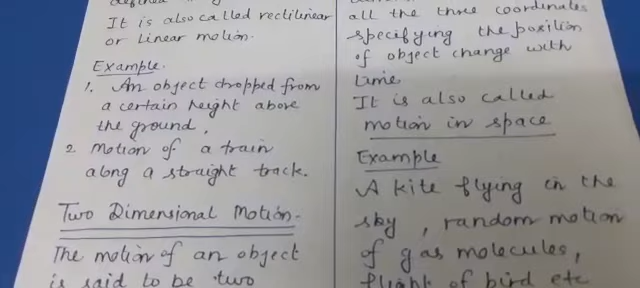 It is also called rectilinear
or linear motion.
Example.
1. An object dropped from
a certain height above
the ground.
2. Motion of a train
along a straight track.
Two Dimensional Motion.
The motion of an object
is said to be two
all the three coordinates
specifying the position
of object change with
time
It is also called
motion in space
Example
A kite flying in the
sky, random motion
of gas molecules,
flight of bird etc